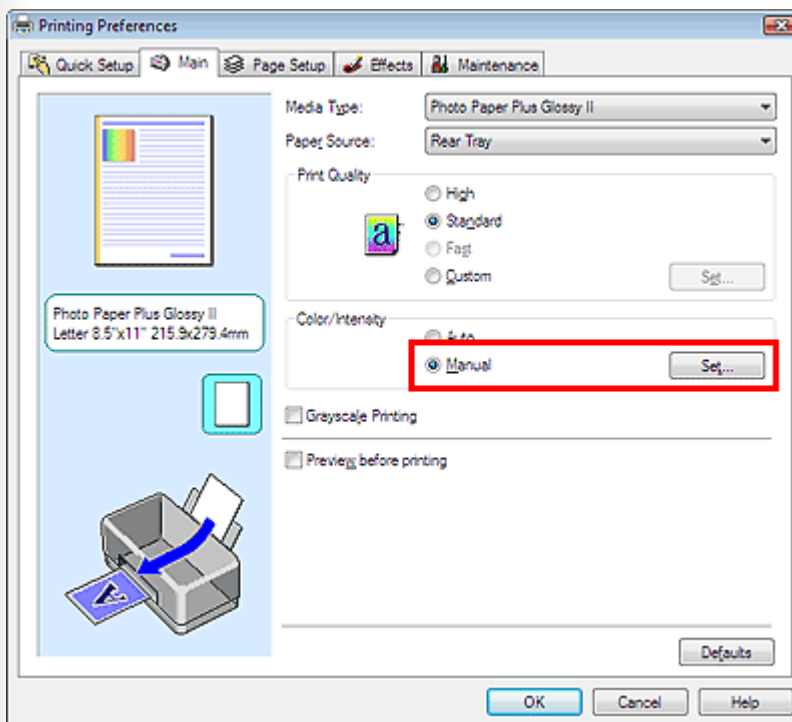 Printing Preferences
Quick Setup Main Page Setup Effects Maintenance
Media Type: Photo Paper Plus Glossy II
Paper Source: Rear Tray
Print Quality
High
a Standard
Fast
Custom Set...
Photo Paper Plus Glossy II
Letter 8.5"x11" 215.9x279.4mm
Color/Intensity
Auto
Manual Set...
Grayscale Printing
Preview before printing
A
Defaults
OK Cancel Help